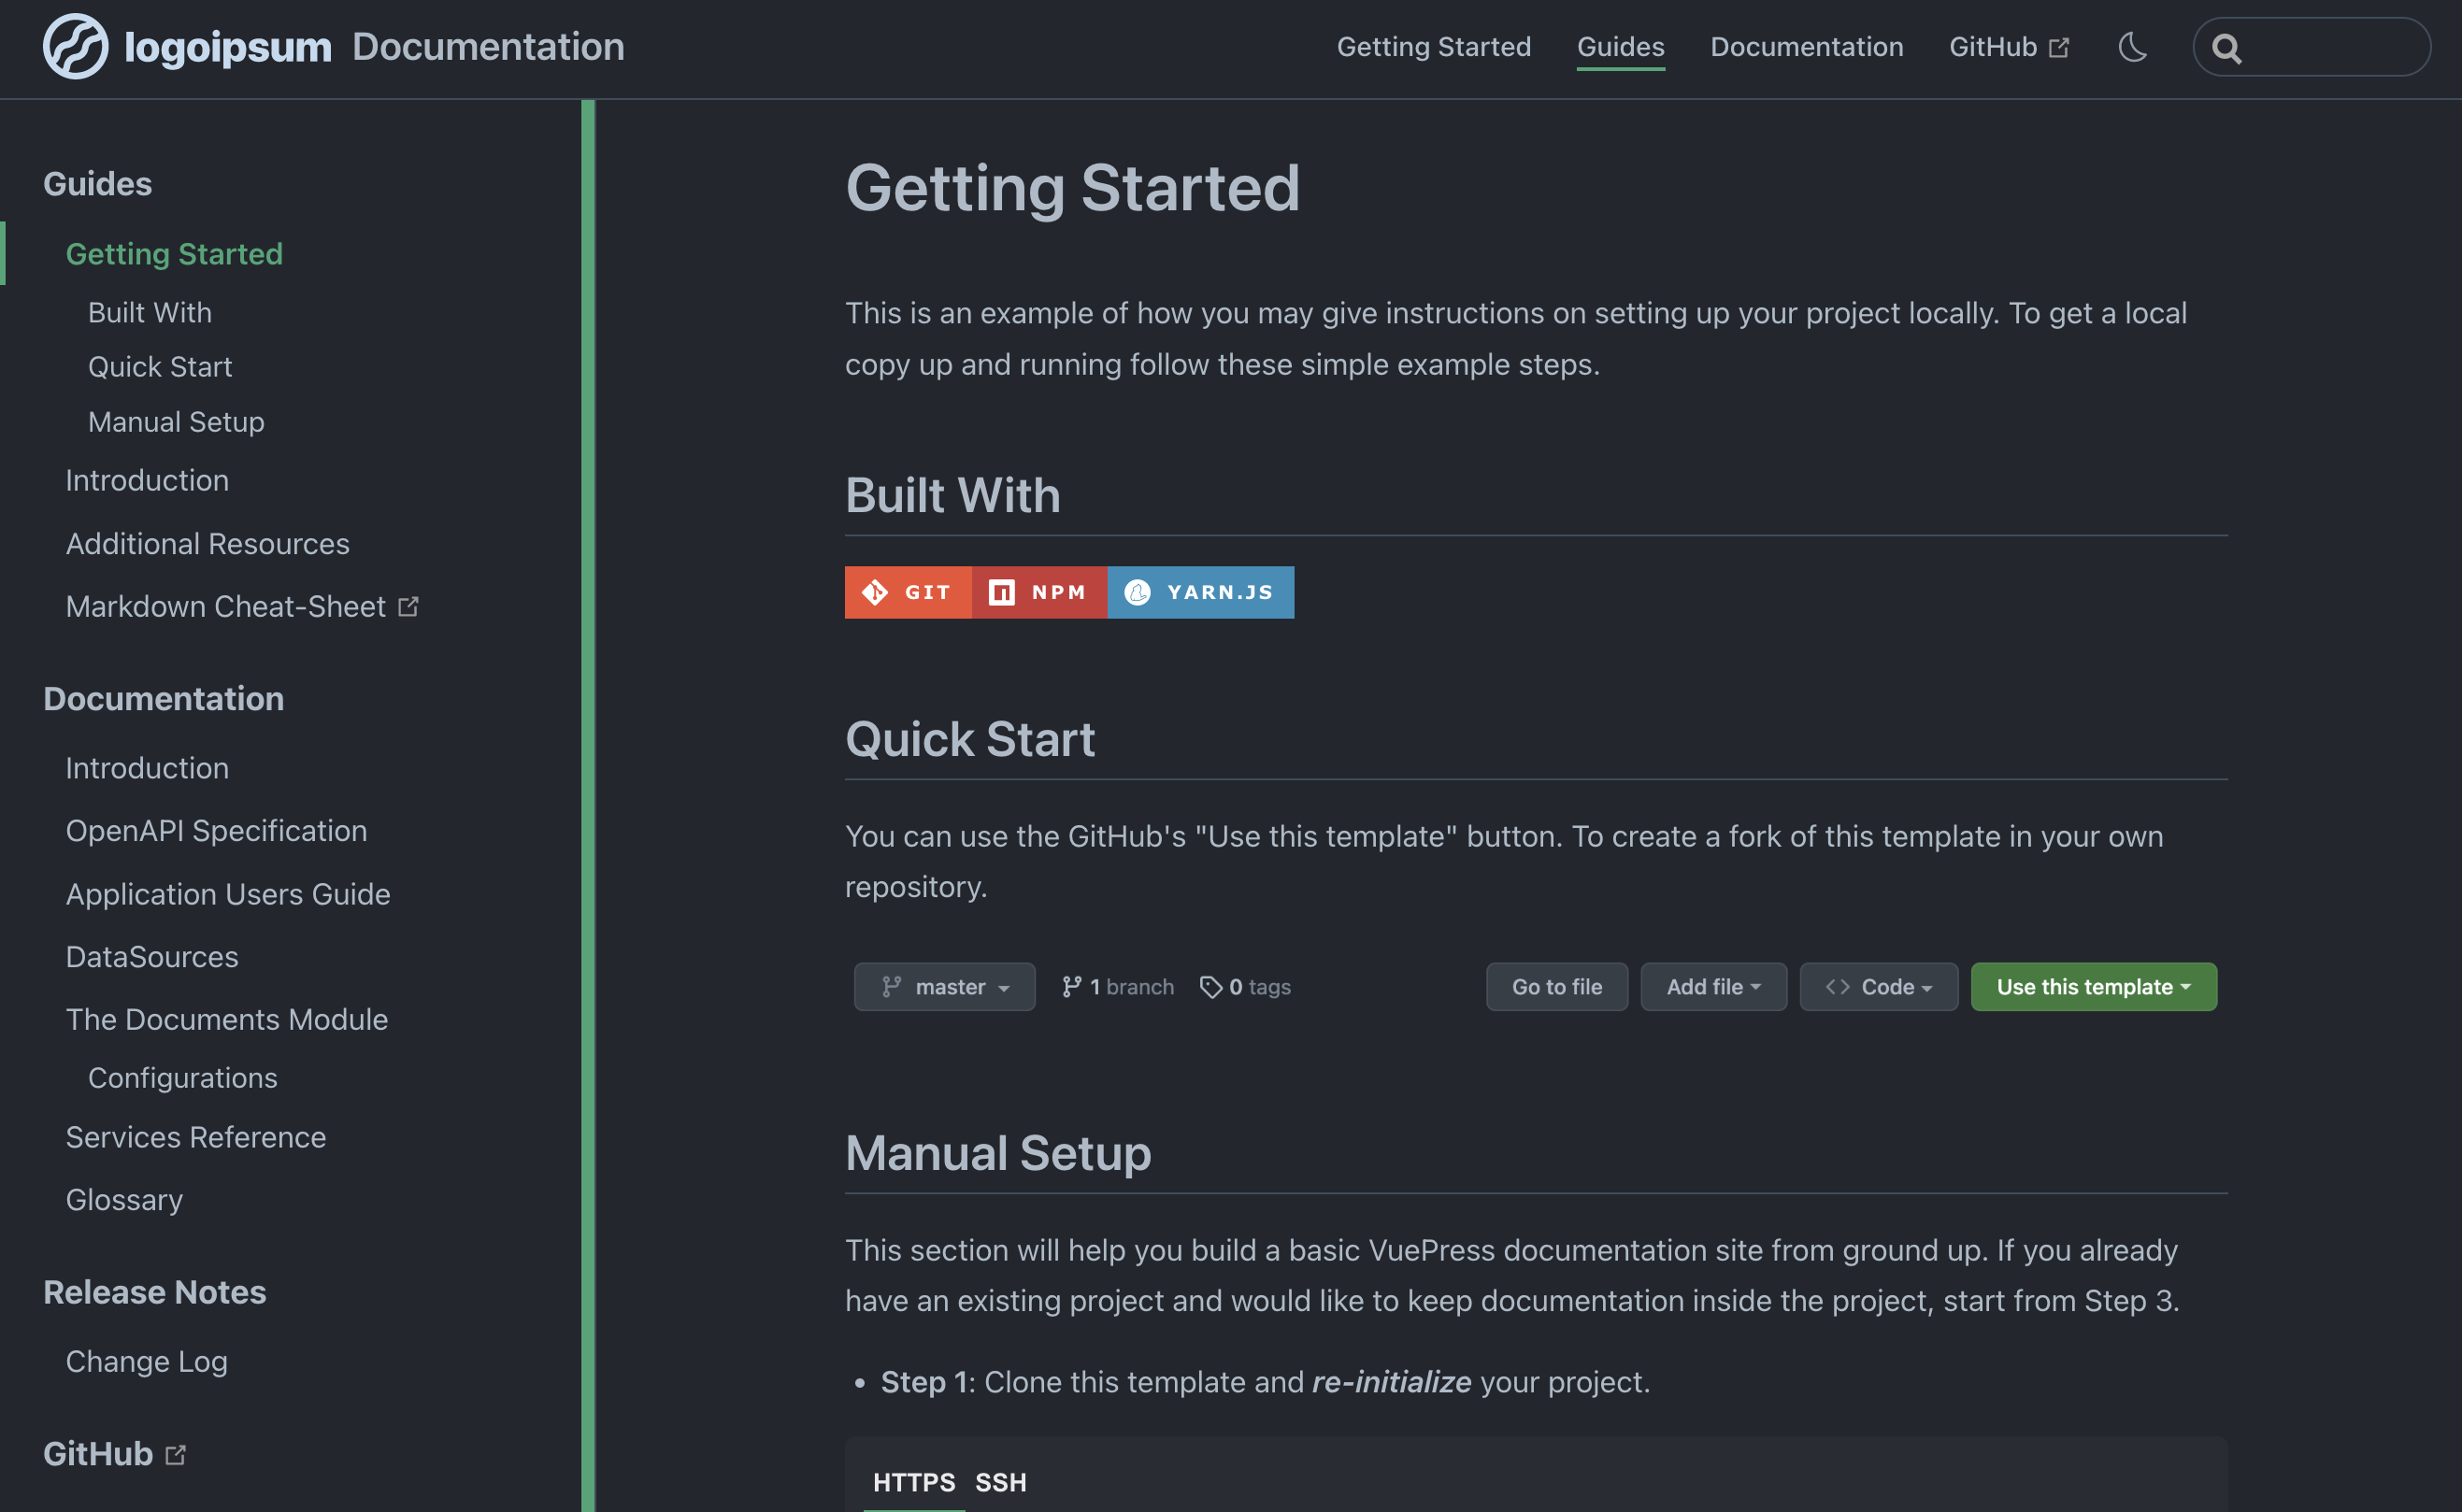 logoipsum Documentation
Getting Started Guides Documentation GitHub
Guides
Getting Started
Built With
Quick Start
Manual Setup
Introduction
Additional Resources
Markdown Cheat-Sheet
Documentation
Introduction
OpenAPI Specification
Application Users Guide
DataSources
The Documents Module
Configurations
Services Reference
Glossary
Release Notes
Change Log
GitHub
Getting Started
This is an example of how you may give instructions on setting up your project locally. To get a local
copy up and running follow these simple example steps.
Built With
GIT NPM YARN.JS
Quick Start
You can use the GitHub's "Use this template" button. To create a fork of this template in your own
repository.
master 1 branch 0 tags Go to file Add file Code Use this template
Manual Setup
This section will help you build a basic VuePress documentation site from ground up. If you already
have an existing project and would like to keep documentation inside the project, start from Step 3.
• Step 1: Clone this template and re-initialize your project.
HTTPS SSH